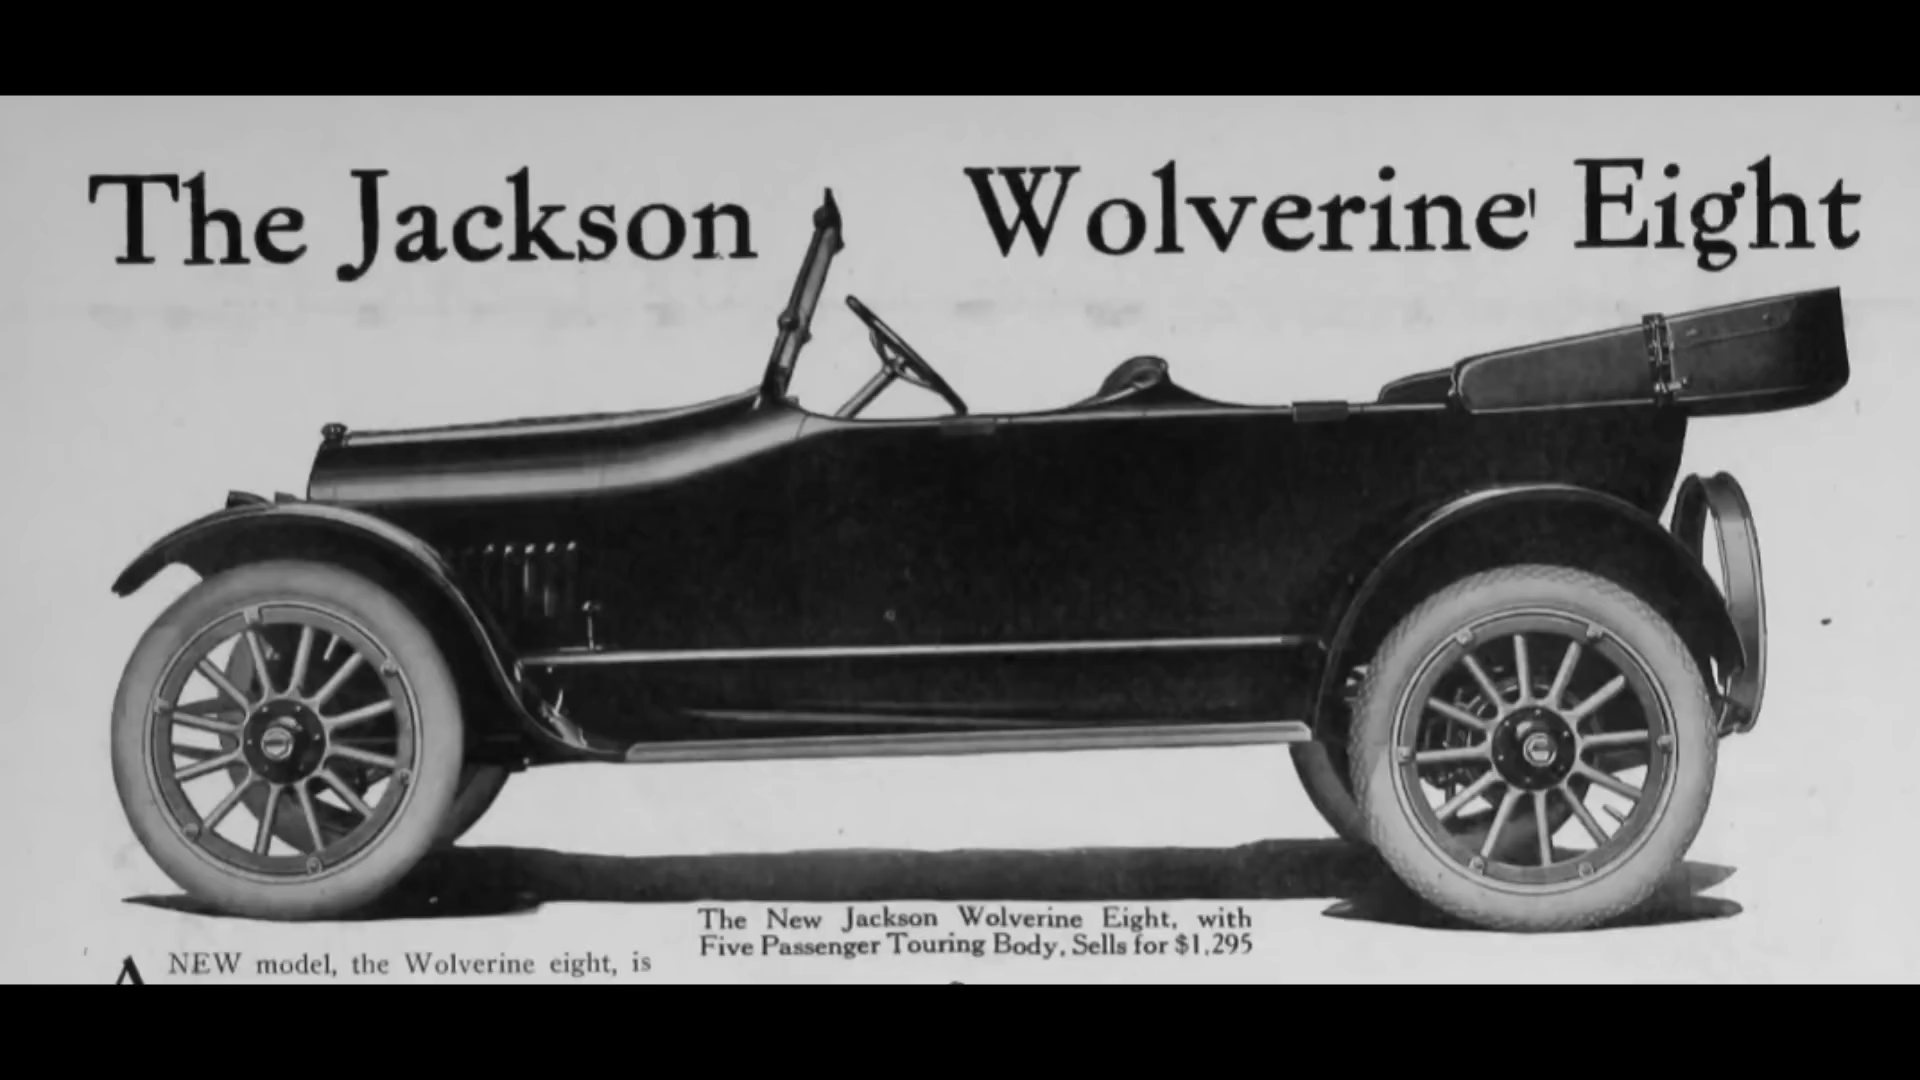 The Jackson Wolverine Eight
The New Jackson Wolverine Eight, with
Five Passenger Touring Body, Sells for $1,295
A NEW model, the Wolverine eight, is